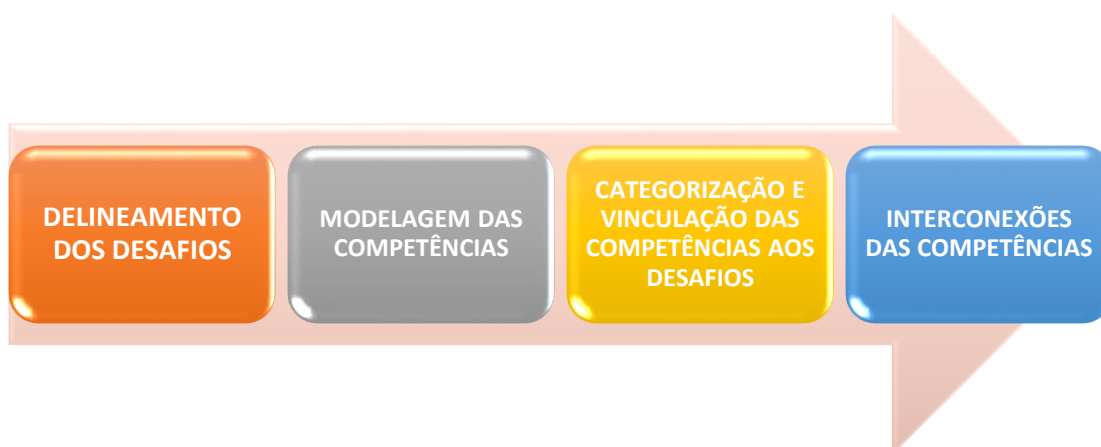 DELINEAMENTO
DOS DESAFIOS
MODELAGEM DAS
COMPETÊNCIAS
CATEGORIZAÇÃO E
VINCULAÇÃO DAS
COMPETÊNCIAS AOS
DESAFIOS
INTERCONEXÕES
DAS COMPETÊNCIAS